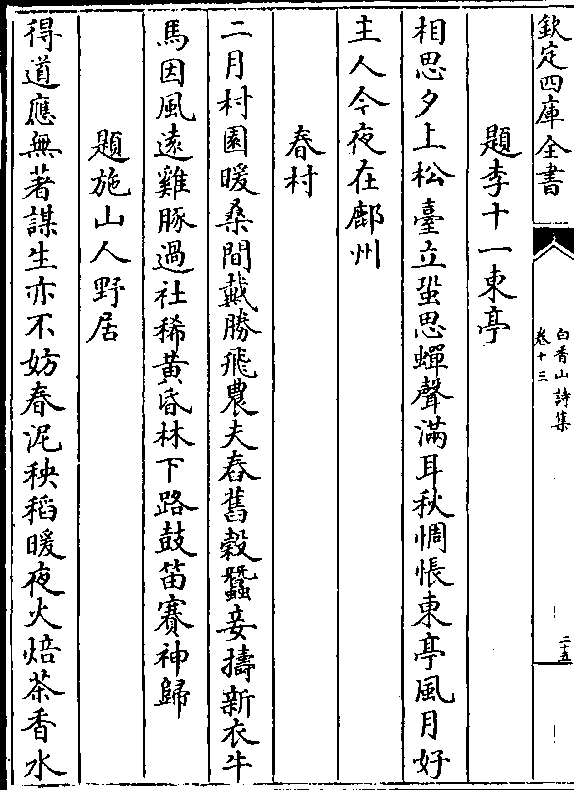 欽定四庫全書
白香山詩集
卷十三
二十五
題李十一東亭
相思夕上松臺立蛩思蟬聲滿耳秋惆悵東亭風月好
主人今夜在鄜州
春村
二月村園暖桑間戴勝飛農夫舂舊穀蠶妾擣新衣牛
馬因風遠雞豚過社稀黃昏林下路鼓笛賽神歸
題施山人野居
得道應無著謀生亦不妨春泥秧稻暖夜火焙茶香水